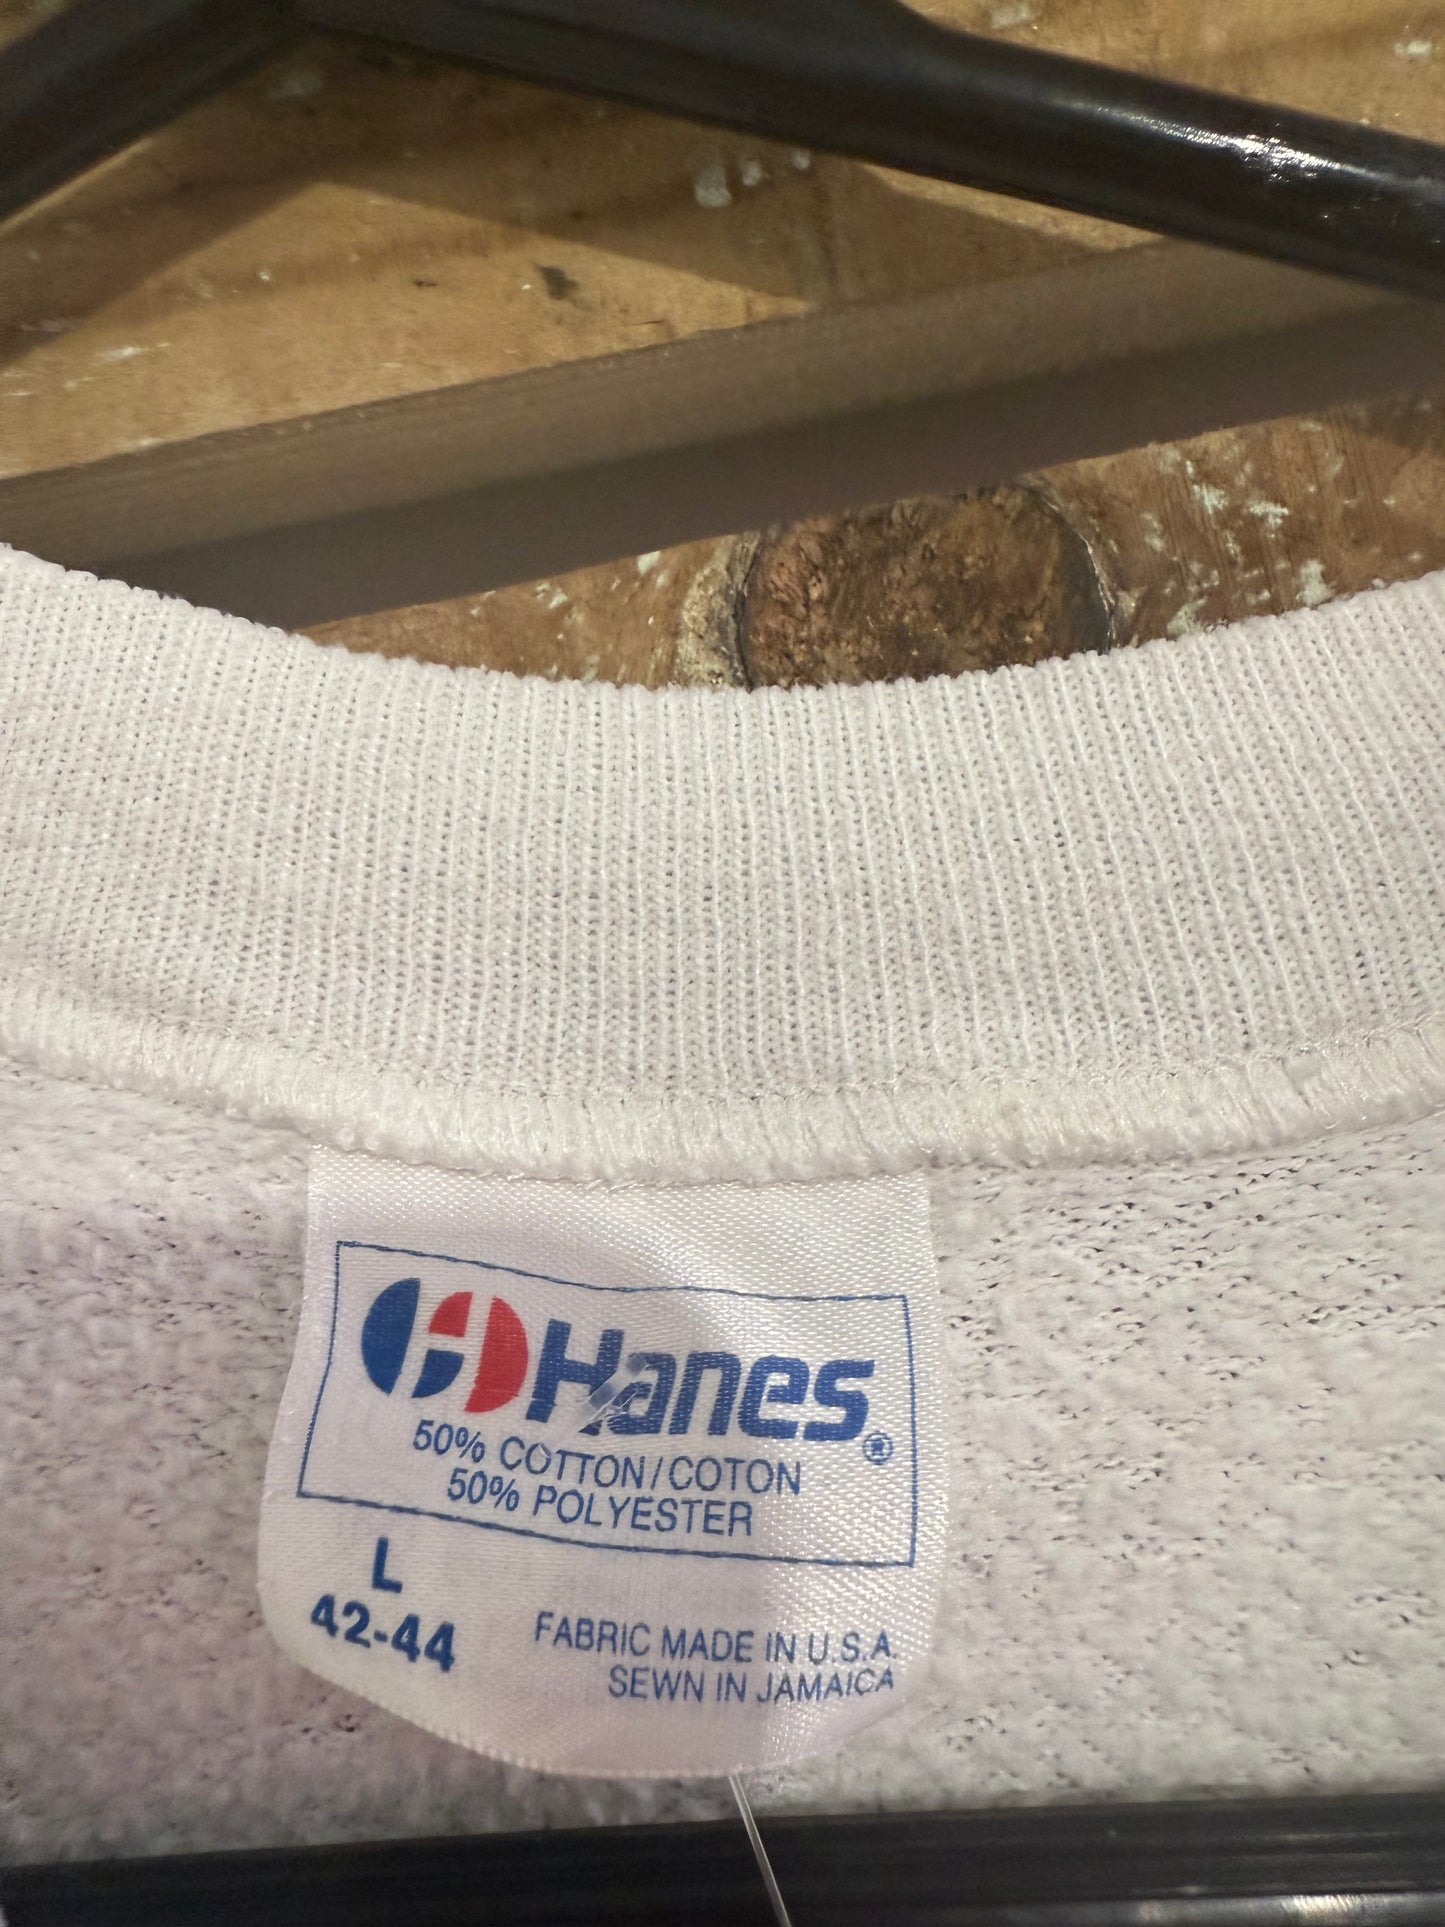 Hanes®
50% COTTON/COTON
50% POLYESTER
L
42-44
FABRIC MADE IN U.S.A.
SEWN IN JAMAICA